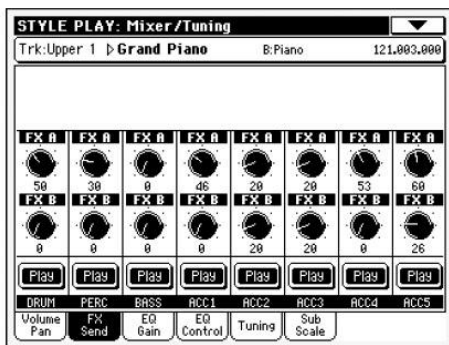 STYLE PLAY: Mixer/Tuning
Trk:Upper 1 ▷Grand Piano B:Piano 121.003.000
FX A FX A FX A FX A FX A FX A FX A FX A
50 30 0 46 20 20 53 60
FX B FX B FX B FX B FX B FX B FX B FX B
0 0 0 0 20 20 0 26
Play Play Play Play Play Play Play Play
DRUM PERC BASS ACC1 ACC2 ACC3 ACC4 ACC5
Volume Pan FX Send EQ Gain EQ Control Tuning Sub Scale